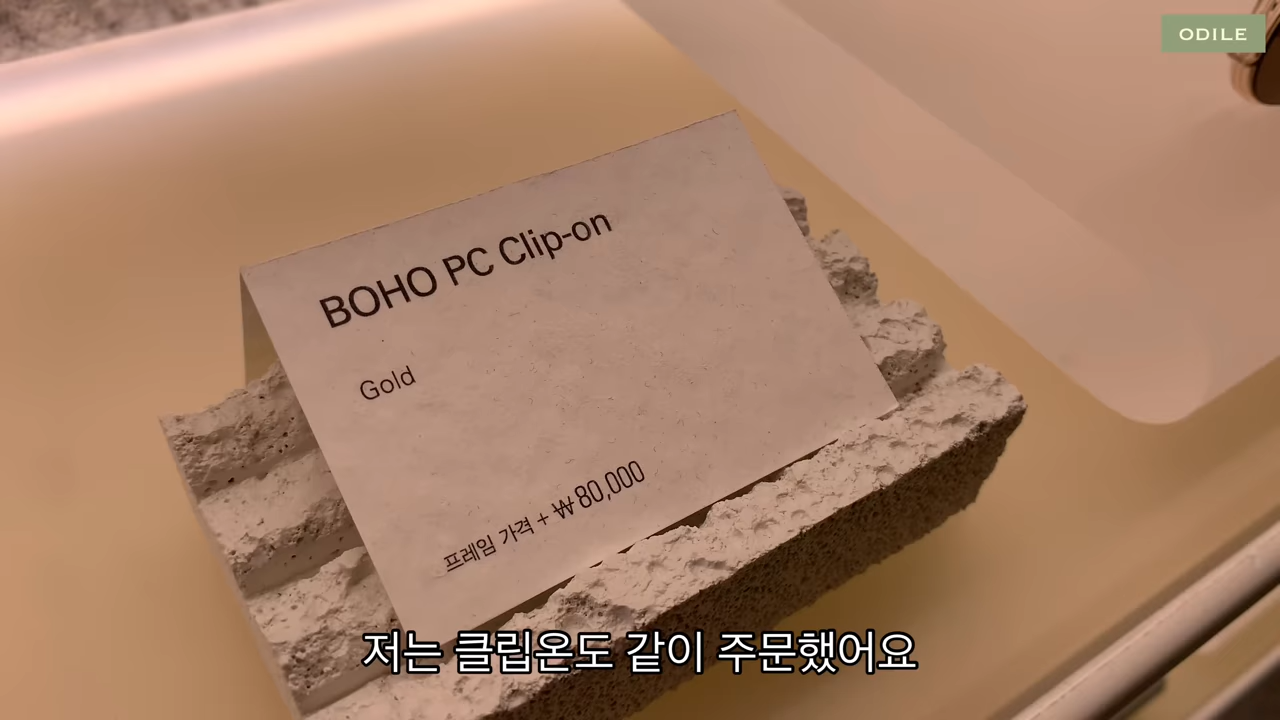 ODILE
BOHO PC Clip-on
Gold
프레임 가격 + ₩80,000
저는 클립온도 같이 주문했어요